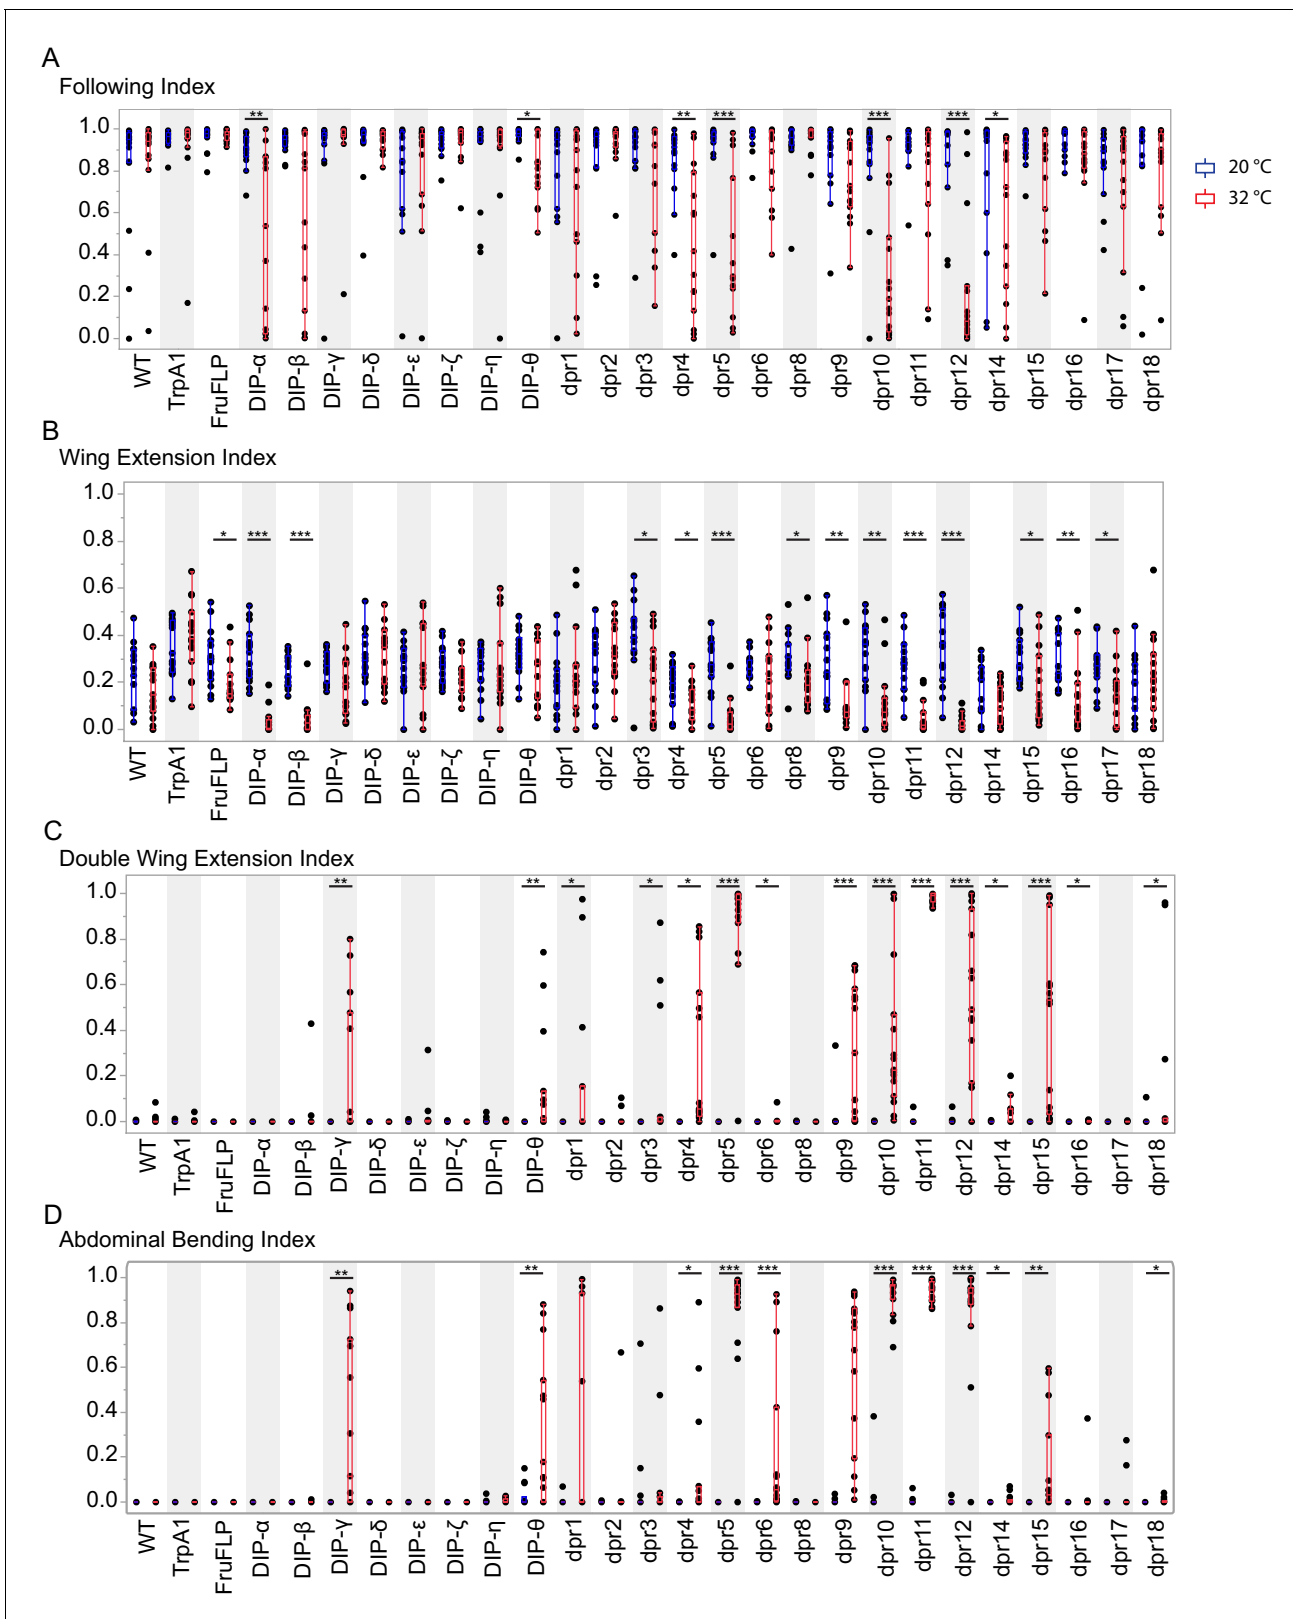 A
Following Index
** * ** *** *** *** *
1.0
0.8
0.6
0.4
0.2
0.0
20 °C
32 °C
WT TrpA1 FruFLP DIP-α DIP-β DIP-γ DIP-δ DIP-ε DIP-ζ DIP-η DIP-θ dpr1 dpr2 dpr3 dpr4 dpr5 dpr6 dpr8 dpr9 dpr10 dpr11 dpr12 dpr14 dpr15 dpr16 dpr17 dpr18
B
Wing Extension Index
1.0
0.8
* *** *** * * *** * ** ** *** *** * ** *
0.6
0.4
0.2
0.0
WT TrpA1 FruFLP DIP-α DIP-β DIP-γ DIP-δ DIP-ε DIP-ζ DIP-η DIP-θ dpr1 dpr2 dpr3 dpr4 dpr5 dpr6 dpr8 dpr9 dpr10 dpr11 dpr12 dpr14 dpr15 dpr16 dpr17 dpr18
C
Double Wing Extension Index
** ** * * * *** * *** *** *** *** * *** * *
1.0
0.8
0.6
0.4
0.2
0.0
WT TrpA1 FruFLP DIP-α DIP-β DIP-γ DIP-δ DIP-ε DIP-ζ DIP-η DIP-θ dpr1 dpr2 dpr3 dpr4 dpr5 dpr6 dpr8 dpr9 dpr10 dpr11 dpr12 dpr14 dpr15 dpr16 dpr17 dpr18
D
Abdominal Bending Index
** ** * *** *** *** *** *** * ** *
1.0
0.8
0.6
0.4
0.2
0.0
WT TrpA1 FruFLP DIP-α DIP-β DIP-γ DIP-δ DIP-ε DIP-ζ DIP-η DIP-θ dpr1 dpr2 dpr3 dpr4 dpr5 dpr6 dpr8 dpr9 dpr10 dpr11 dpr12 dpr14 dpr15 dpr16 dpr17 dpr18